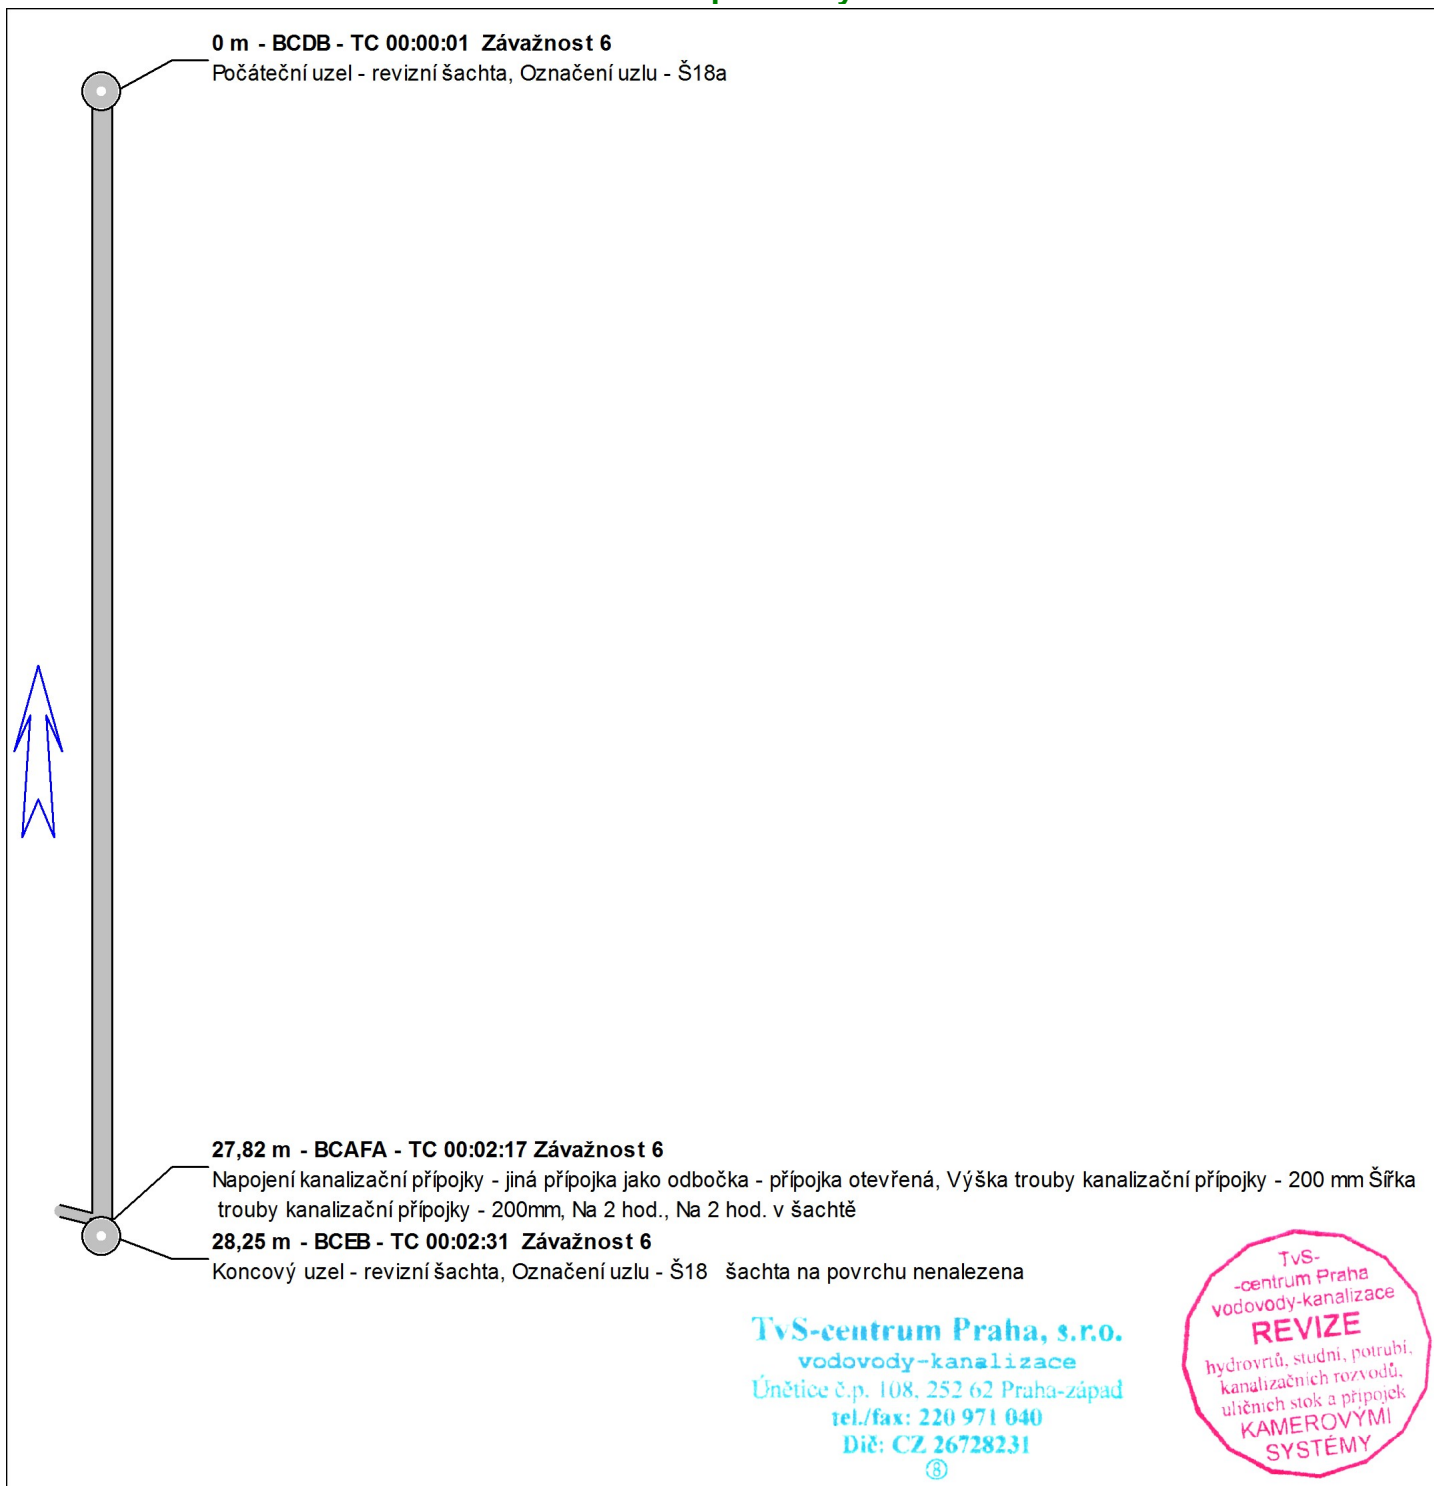 0 m - BCDB - TC 00:00:01 Závažnost 6
Počáteční uzel - revizní šachta, Označení uzlu - Š18a
27,82 m - BCAFA - TC 00:02:17 Závažnost 6
Napojení kanalizační přípojky - jiná přípojka jako odbočka - přípojka otevřená, Výška trouby kanalizační přípojky - 200 mm Šířka
trouby kanalizační přípojky - 200mm, Na 2 hod., Na 2 hod. v šachtě
28,25 m - BCEB - TC 00:02:31 Závažnost 6
Koncový uzel - revizní šachta, Označení uzlu - Š18 šachta na povrchu nenalezena
TvS-centrum Praha, s.r.o.
vodovody-kanalizace
Únětice č.p. 108, 252 62 Praha-západ
tel./fax: 220 971 040
Dič: CZ 26728231
⑧
TvS-
-centrum Praha
vodovody-kanalizace
REVIZE
hydrovrtů, studní, potrubí,
kanalizačních rozvodů,
uličních stok a přípojek
KAMEROVÝMI
SYSTÉMY